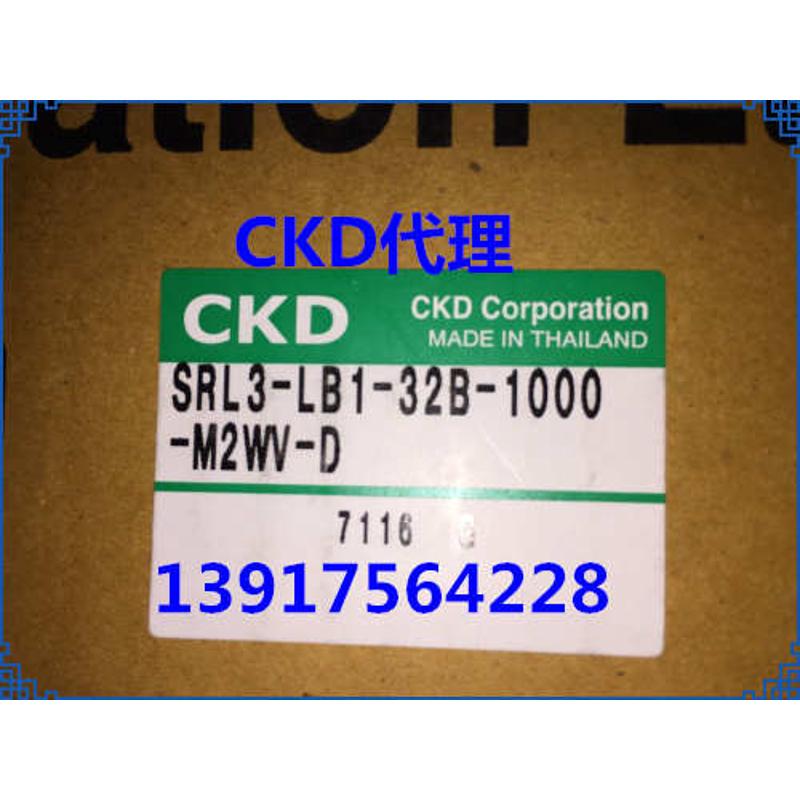 CKD代理
CKD
CKD Corporation
MADE IN THAILAND
SRL3-LB1-32B-1000
-M2WV-D
7116
13917564228